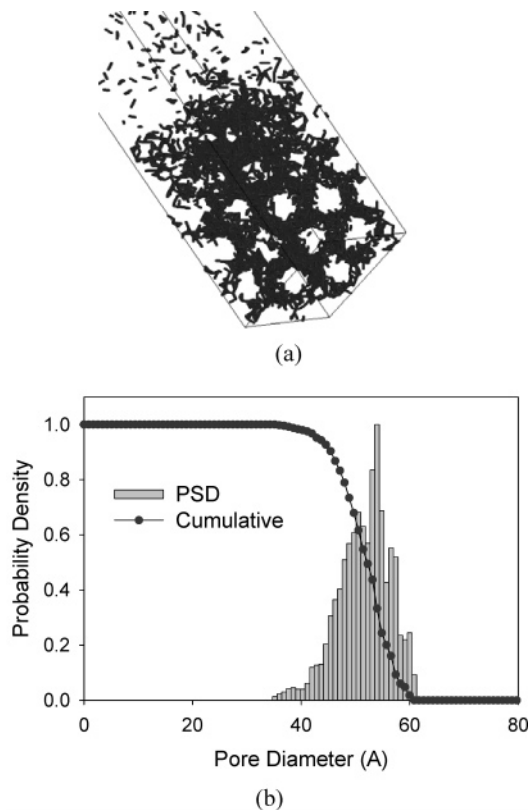 (a)
1.0
0.8
0.6
0.4
0.2
0.0
Probability Density
PSD
Cumulative
0 20 40 60 80
Pore Diameter (A)
(b)